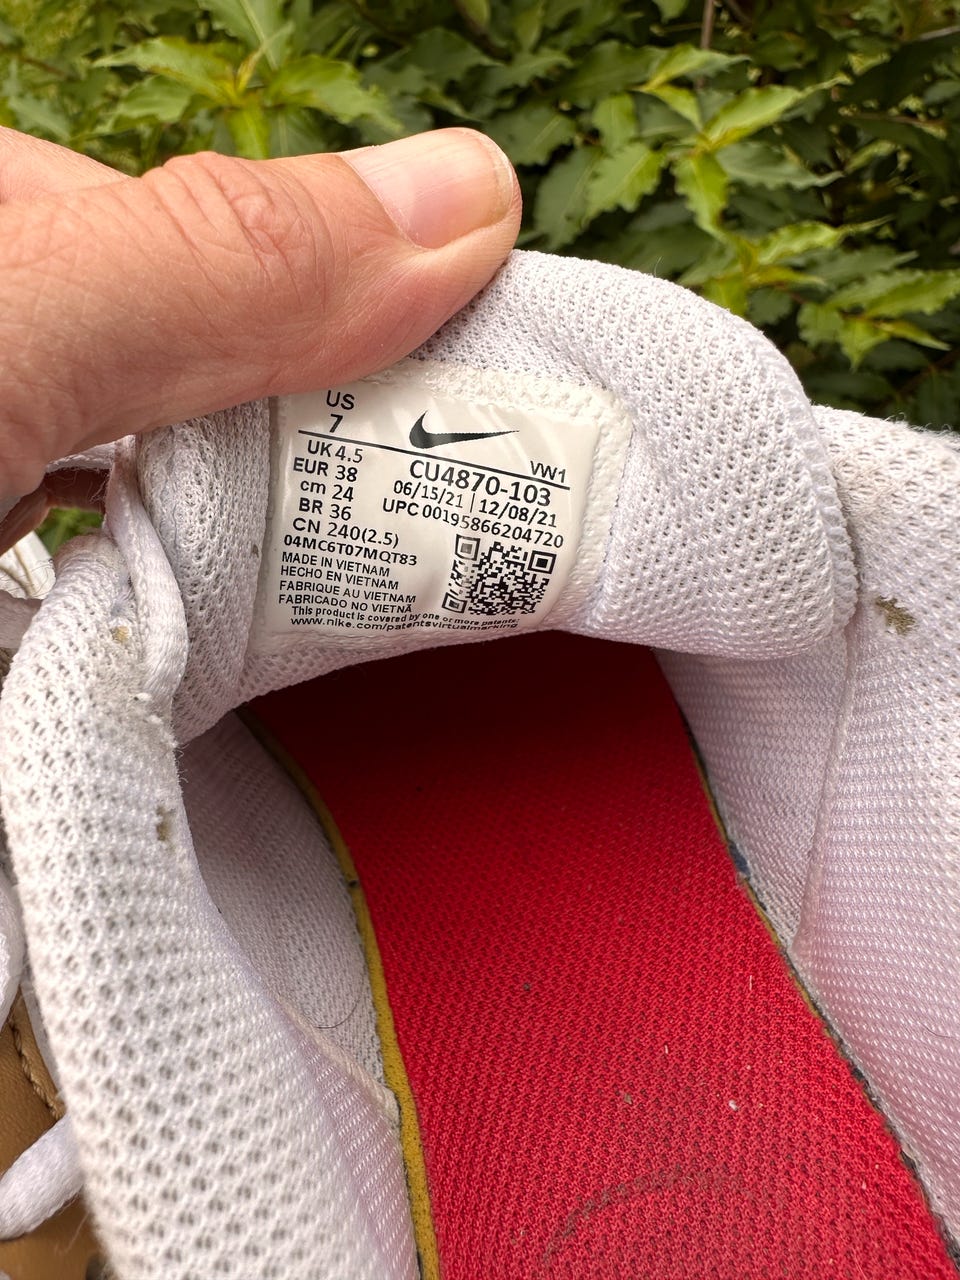 US
7
VW1
UK 4.5
EUR 38
cm 24
BR 36
CN 240(2.5)
CU4870-103
06/15/21 | 12/08/21
UPC 00195866204720
04MC6T07MQT83
MADE IN VIETNAM
HECHO EN VIETNAM
FABRIQUE AU VIETNAM
FABRICADO NO VIETNÃ
This product is covered by one or more patents:
www.nike.com/patentsvirtualmarking